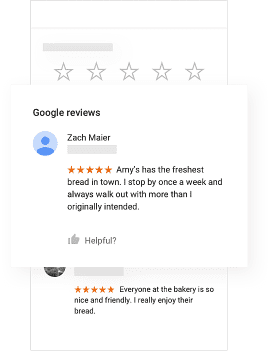 Google reviews
Zach Maier
Amy's has the freshest
bread in town. I stop by once a week and
always walk out with more than I
originally intended.
Helpful?
Everyone at the bakery is so
nice and friendly. I really enjoy their
bread.